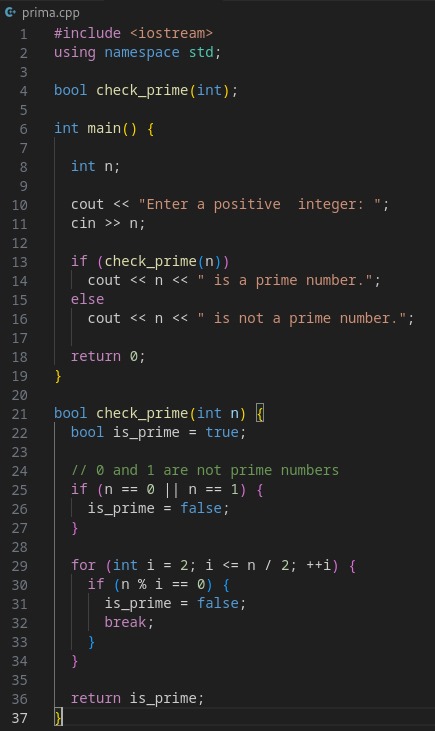 prima.cpp
1 #include <iostream>
2 using namespace std;
3
4 bool check_prime(int);
5
6 int main() {
7
8   int n;
9
10   cout << "Enter a positive  integer: ";
11   cin >> n;
12
13   if (check_prime(n))
14     cout << n << " is a prime number.";
15   else
16     cout << n << " is not a prime number.";
17
18   return 0;
19 }
20
21 bool check_prime(int n) {
22   bool is_prime = true;
23
24   // 0 and 1 are not prime numbers
25   if (n == 0 || n == 1) {
26     is_prime = false;
27   }
28
29   for (int i = 2; i <= n / 2; ++i) {
30     if (n % i == 0) {
31       is_prime = false;
32       break;
33     }
34   }
35
36   return is_prime;
37 }